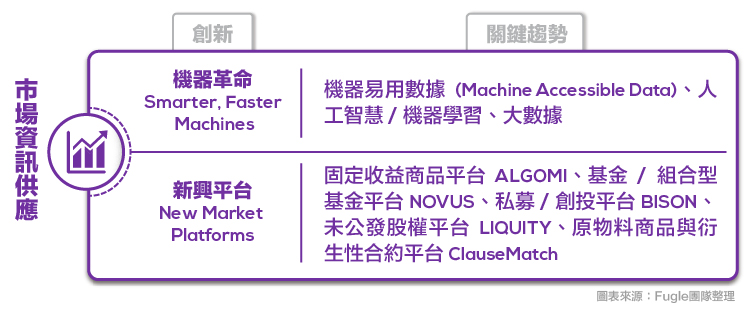 創新
關鍵趨勢
市場資訊供應
機器革命
Smarter, Faster
Machines
機器易用數據 (Machine Accessible Data)、人
工智慧 / 機器學習、大數據
新興平台
New Market
Platforms
固定收益商品平台 ALGOMI、基金 / 組合型
基金平台 NOVUS、私募 / 創投平台 BISON、
未公發股權平台 LIQUITY、原物料商品與衍
生性合約平台 ClauseMatch
圖表來源：Fugle團隊整理